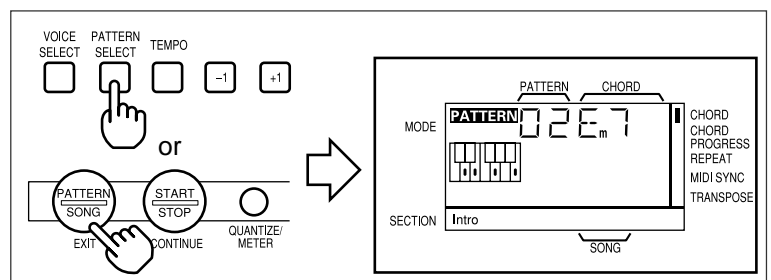 VOICE SELECT
PATTERN SELECT
TEMPO
−1
+1
or
PATTERN
SONG
EXIT
START
STOP
CONTINUE
QUANTIZE/
METER
PATTERN
CHORD
MODE
PATTERN 02 Em7
CHORD
CHORD
PROGRESS
REPEAT
MIDI SYNC
TRANSPOSE
SECTION
Intro
SONG